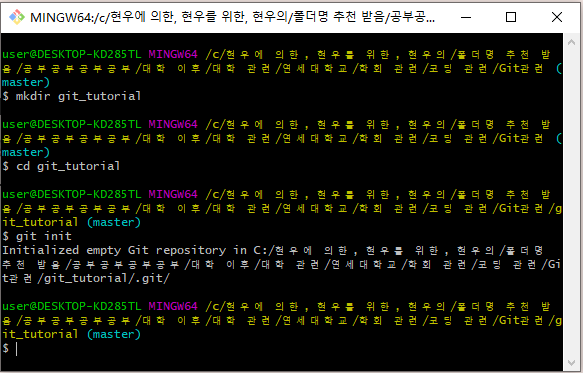 MINGW64:/c/현우에 의한, 현우를 위한, 현우의/폴더명 추천 받음/공부공...
user@DESKTOP-KD285TL MINGW64 /c/현우에 의한, 현우를 위한, 현우의/폴더명 추천 받
음/공부공부공부공부/대학 이후/대학 관련/연세대학교/학회 관련/코딩 관련/Git관련 (
master)
$ mkdir git_tutorial
user@DESKTOP-KD285TL MINGW64 /c/현우에 의한, 현우를 위한, 현우의/폴더명 추천 받
음/공부공부공부공부/대학 이후/대학 관련/연세대학교/학회 관련/코딩 관련/Git관련 (
master)
$ cd git_tutorial
user@DESKTOP-KD285TL MINGW64 /c/현우에 의한, 현우를 위한, 현우의/폴더명 추천 받
음/공부공부공부공부/대학 이후/대학 관련/연세대학교/학회 관련/코딩 관련/Git관련/g
it_tutorial (master)
$ git init
Initialized empty Git repository in C:/현우에 의한, 현우를 위한, 현우의/폴더명
추천 받음/공부공부공부공부/대학 이후/대학 관련/연세대학교/학회 관련/코딩 관련/Gi
t관련/git_tutorial/.git/
user@DESKTOP-KD285TL MINGW64 /c/현우에 의한, 현우를 위한, 현우의/폴더명 추천 받
음/공부공부공부공부/대학 이후/대학 관련/연세대학교/학회 관련/코딩 관련/Git관련/g
it_tutorial (master)
$